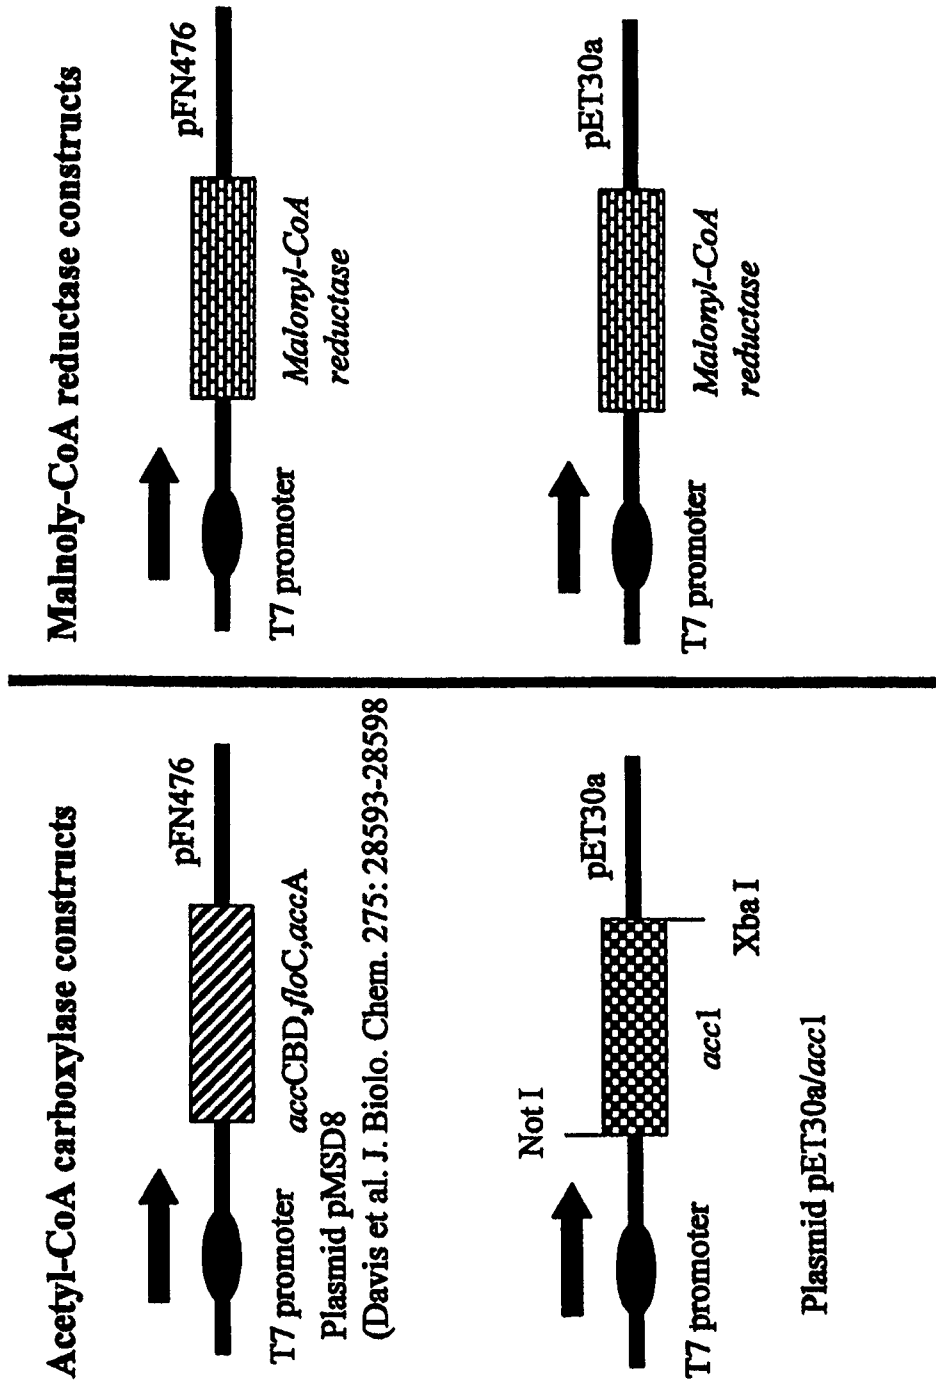 Acetyl-CoA carboxylase constructs
pFN476
T7 promoter
accCBD,floC,accA
Plasmid pMSD8
(Davis et al. J. Biolo. Chem. 275: 28593-28598
Not I
pET30a
T7 promoter
acc1
Xba I
Plasmid pET30a/acc1
Malnoly-CoA reductase constructs
pFN476
T7 promoter
Malonyl-CoA
reductase
pET30a
T7 promoter
Malonyl-CoA
reductase